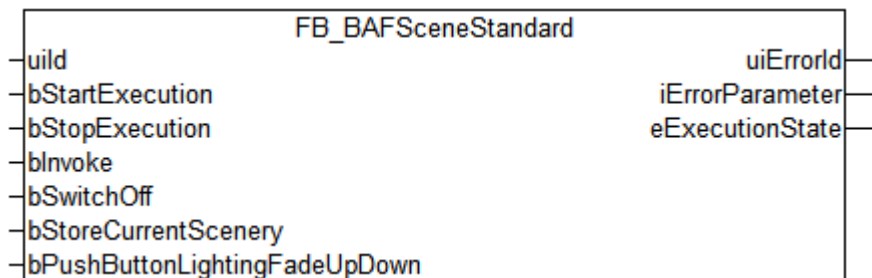 FB_BAFSceneStandard
uiId uiErrorId
bStartExecution iErrorParameter
bStopExecution eExecutionState
bInvoke
bSwitchOff
bStoreCurrentScenery
bPushButtonLightingFadeUpDown